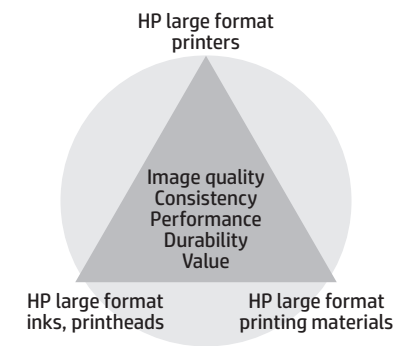 HP large format
printers
Image quality
Consistency
Performance
Durability
Value
HP large format
inks, printheads
HP large format
printing materials